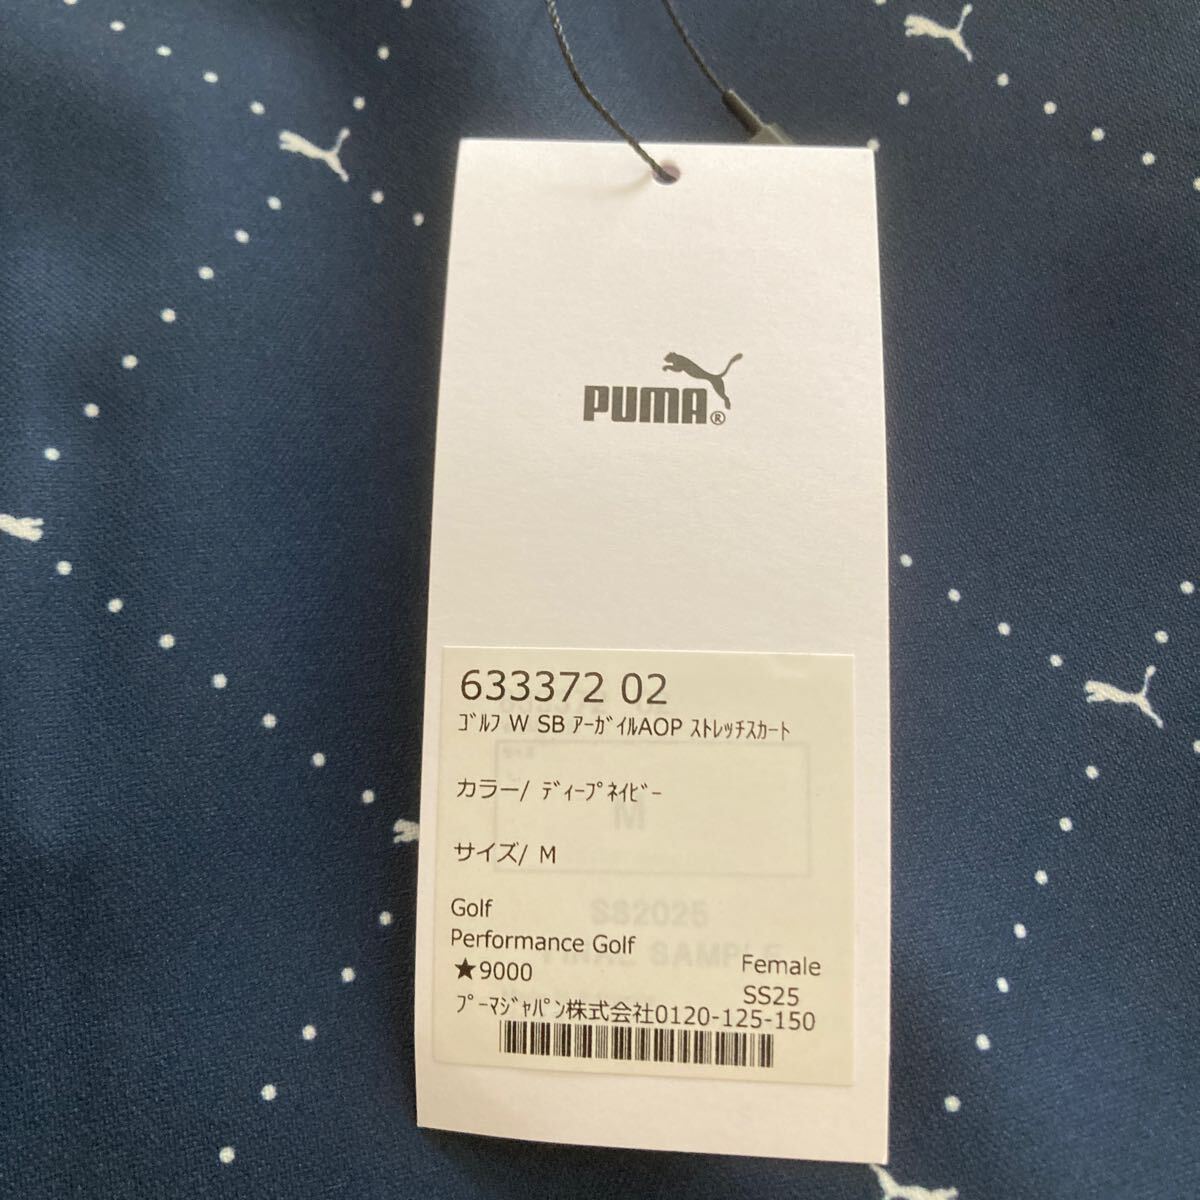 PUMA®
633372 02
ｺﾞﾙﾌ W SB ｱｰｶﾞｲﾙAOP ｽﾄﾚｯﾁｽｶｰﾄ
カラー/ ﾃﾞｨｰﾌﾟﾈｲﾋﾞｰ
M
サイズ/ M
Golf
SS2025
Performance Golf
FINAL SAMPLE
★9000
Female
SS25
ﾌﾟｰﾏｼﾞｬﾊﾟﾝ株式会社0120-125-150